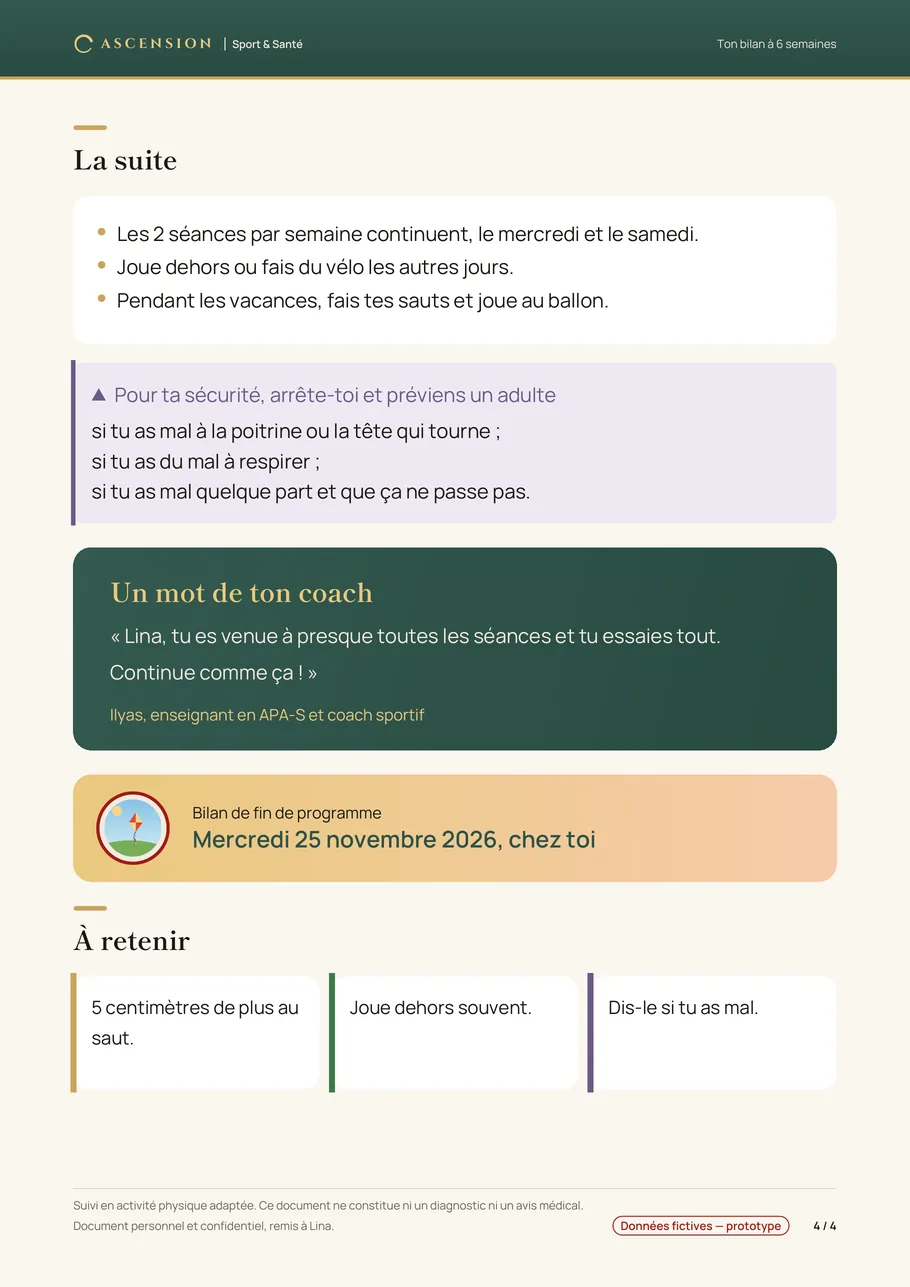 ASCENSION | Sport & Santé
Ton bilan à 6 semaines
La suite
• Les 2 séances par semaine continuent, le mercredi et le samedi.
• Joue dehors ou fais du vélo les autres jours.
• Pendant les vacances, fais tes sauts et joue au ballon.
▲ Pour ta sécurité, arrête-toi et préviens un adulte
si tu as mal à la poitrine ou la tête qui tourne ;
si tu as du mal à respirer ;
si tu as mal quelque part et que ça ne passe pas.
Un mot de ton coach
« Lina, tu es venue à presque toutes les séances et tu essaies tout.
Continue comme ça ! »
Ilyas, enseignant en APA-S et coach sportif
Bilan de fin de programme
Mercredi 25 novembre 2026, chez toi
À retenir
5 centimètres de plus au
saut.
Joue dehors souvent.
Dis-le si tu as mal.
Suivi en activité physique adaptée. Ce document ne constitue ni un diagnostic ni un avis médical.
Document personnel et confidentiel, remis à Lina.
Données fictives — prototype
4 / 4